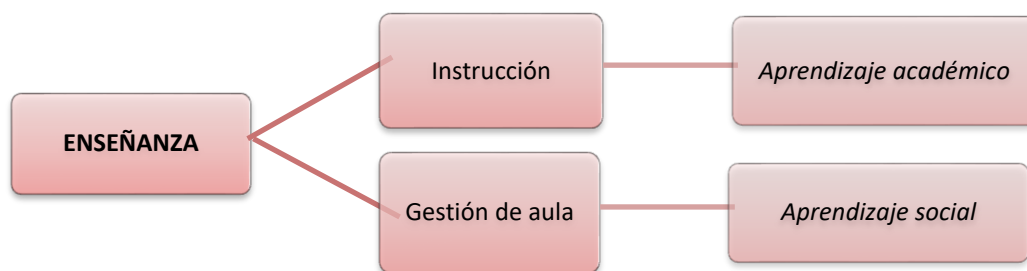 ENSEÑANZA
Instrucción
Aprendizaje académico
Gestión de aula
Aprendizaje social